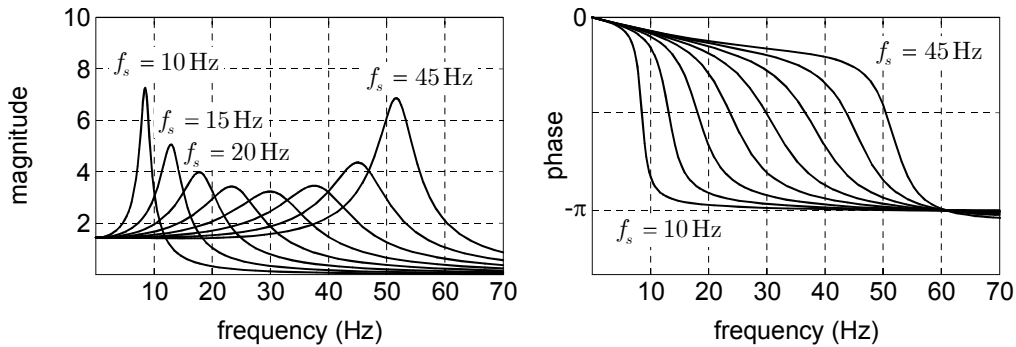 10
8
6
4
2
magnitude
f_s = 10 Hz
f_s = 15 Hz
f_s = 20 Hz
f_s = 45 Hz
10 20 30 40 50 60 70
frequency (Hz)
0
-π
phase
f_s = 45 Hz
f_s = 10 Hz
10 20 30 40 50 60 70
frequency (Hz)